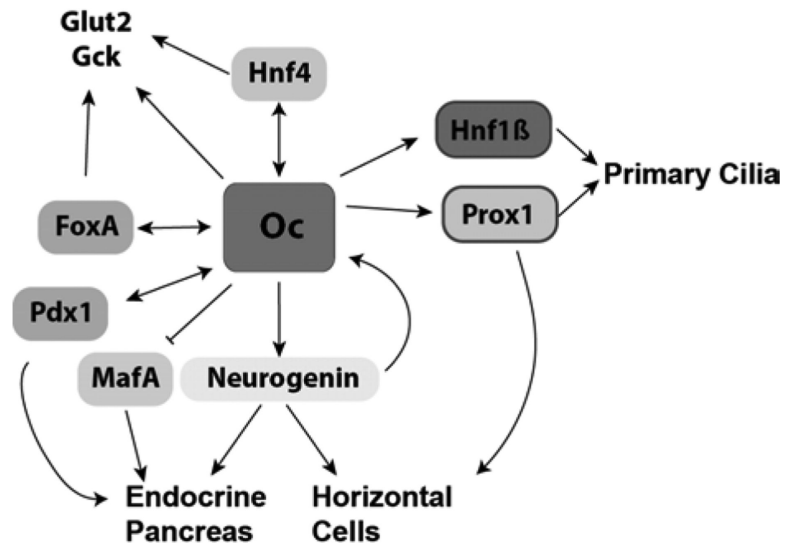 Glut2
Gck
Hnf4
Hnf1ß
Primary Cilia
Prox1
FoxA
Oc
Pdx1
MafA
Neurogenin
Endocrine
Pancreas
Horizontal
Cells